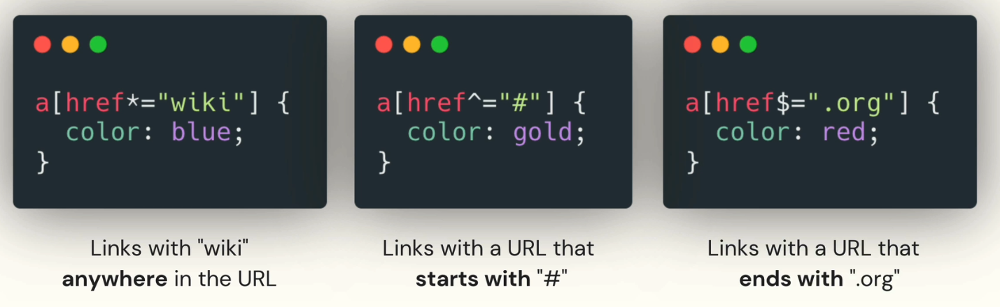 a[href*="wiki"] {
  color: blue;
}
Links with "wiki"
anywhere in the URL
a[href^="#"] {
  color: gold;
}
Links with a URL that
starts with "#"
a[href$=".org"] {
  color: red;
}
Links with a URL that
ends with ".org"